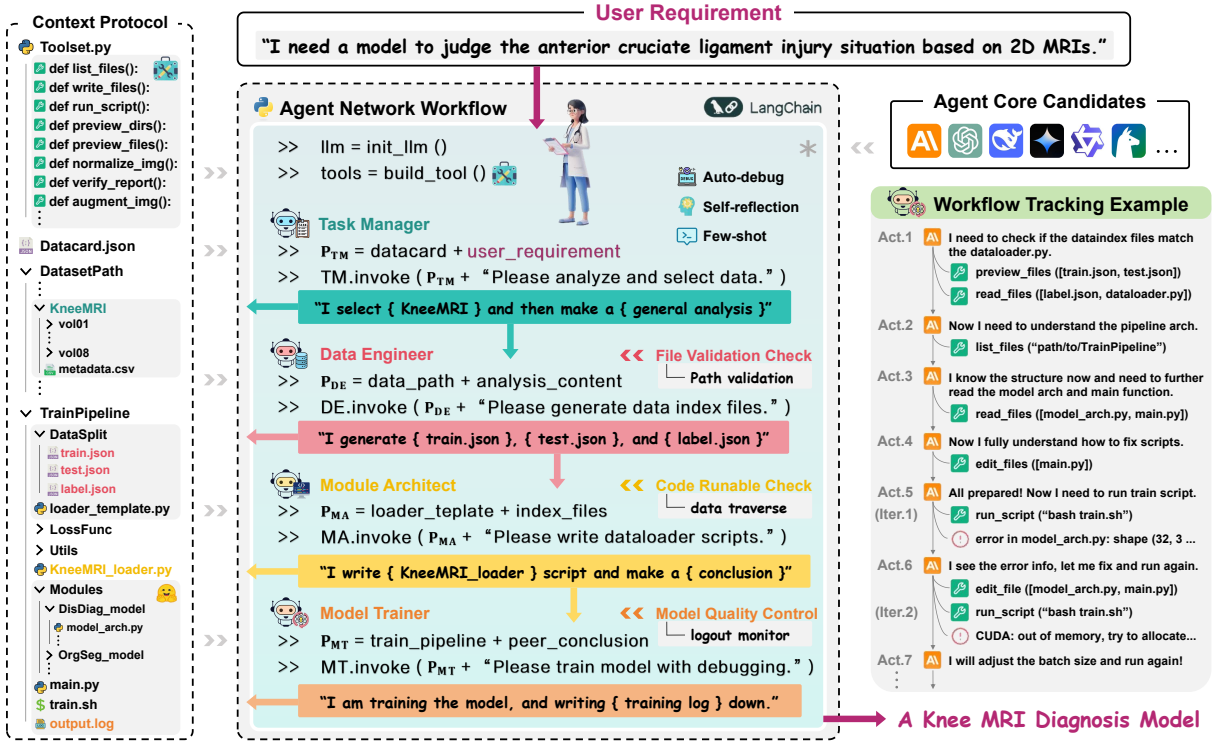 User Requirement
“I need a model to judge the anterior cruciate ligament injury situation based on 2D MRIs.”
Context Protocol
Toolset.py
def list_files():
def write_files():
def run_script():
def preview_dirs():
def preview_files():
def normalize_img():
def verify_report():
def augment_img():
Datacard.json
DatasetPath
KneeMRI
vol01
vol08
metadata.csv
TrainPipeline
DataSplit
train.json
test.json
label.json
loader_template.py
LossFunc
Utils
KneeMRI_loader.py
Modules
DisDiag_model
model_arch.py
OrgSeg_model
main.py
train.sh
output.log
Agent Network Workflow
LangChain
>> llm = init_llm ()
>> tools = build_tool ()
Auto-debug
Self-reflection
Few-shot
Task Manager
>> P_TM = datacard + user_requirement
>> TM.invoke ( P_TM + “Please analyze and select data.” )
“I select { KneeMRI } and then make a { general analysis }”
Data Engineer
File Validation Check
Path validation
>> P_DE = data_path + analysis_content
>> DE.invoke ( P_DE + “Please generate data index files.” )
“I generate { train.json }, { test.json }, and { label.json }”
Module Architect
Code Runable Check
data traverse
>> P_MA = loader_teplate + index_files
>> MA.invoke ( P_MA + “Please write dataloader scripts.” )
“I write { KneeMRI_loader } script and make a { conclusion }”
Model Trainer
Model Quality Control
logout monitor
>> P_MT = train_pipeline + peer_conclusion
>> MT.invoke ( P_MT + “Please train model with debugging.” )
“I am training the model, and writing { training log } down.”
Agent Core Candidates
...
Workflow Tracking Example
Act.1 I need to check if the dataindex files match
the dataloader.py.
preview_files ([train.json, test.json])
read_files ([label.json, dataloader.py])
Act.2 Now I need to understand the pipeline arch.
list_files (“path/to/TrainPipeline”)
Act.3 I know the structure now and need to further
read the model arch and main function.
read_files ([model_arch.py, main.py])
Act.4 Now I fully understand how to fix scripts.
edit_files ([main.py])
Act.5 All prepared! Now I need to run train script.
(Iter.1) run_script (“bash train.sh”)
error in model_arch.py: shape (32, 3 ...
Act.6 I see the error info, let me fix and run again.
edit_file ([model_arch.py, main.py])
(Iter.2) run_script (“bash train.sh”)
CUDA: out of memory, try to allocate...
Act.7 I will adjust the batch size and run again!
A Knee MRI Diagnosis Model